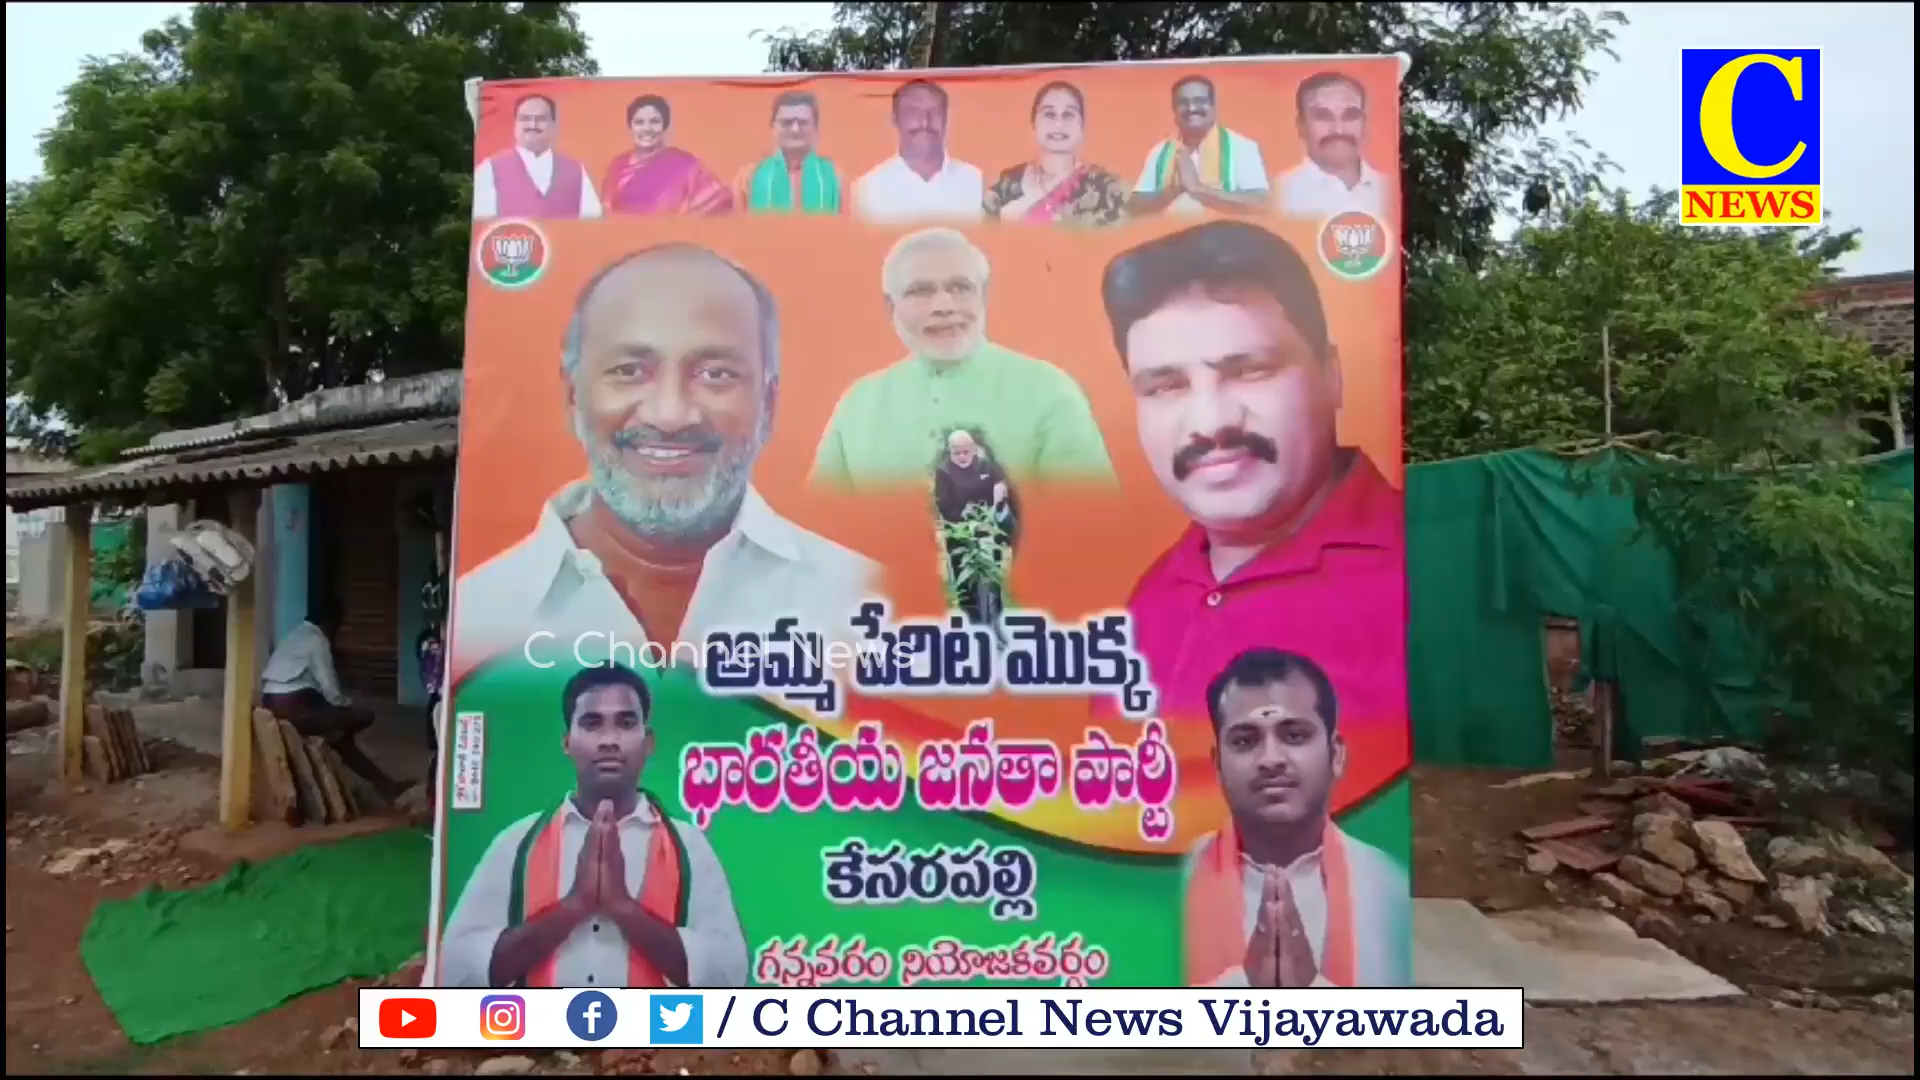 C
NEWS
C Channel News
అమ్మ పేరిట మొక్క
భారతీయ జనతా పార్టీ
కేసరపల్లి
గన్నవరం నియోజకవర్గం
/ C Channel News Vijayawada